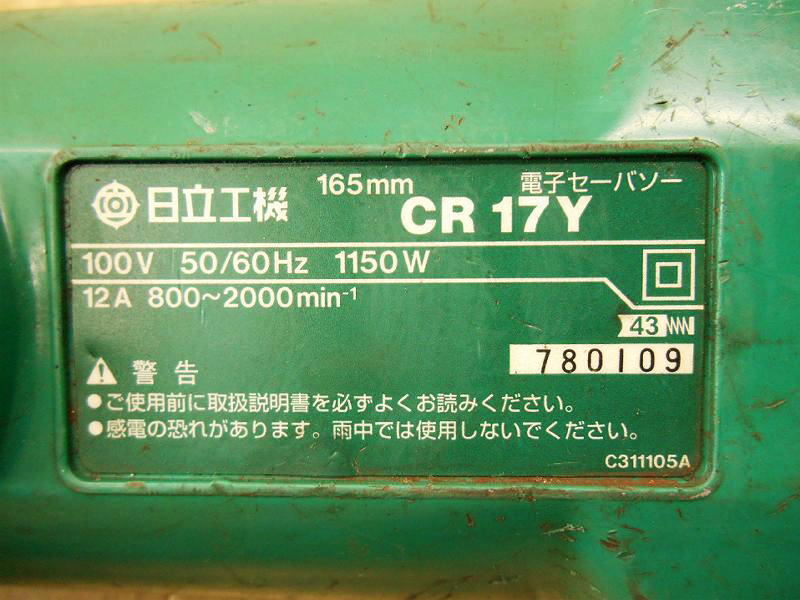 日立工機 165mm 電子セーバソー
CR 17Y
100V 50/60Hz 1150W
12A 800~2000min-1
43
780109
警告
●ご使用前に取扱説明書を必ずよくお読みください。
●感電の恐れがあります。雨中では使用しないでください。
C311105A